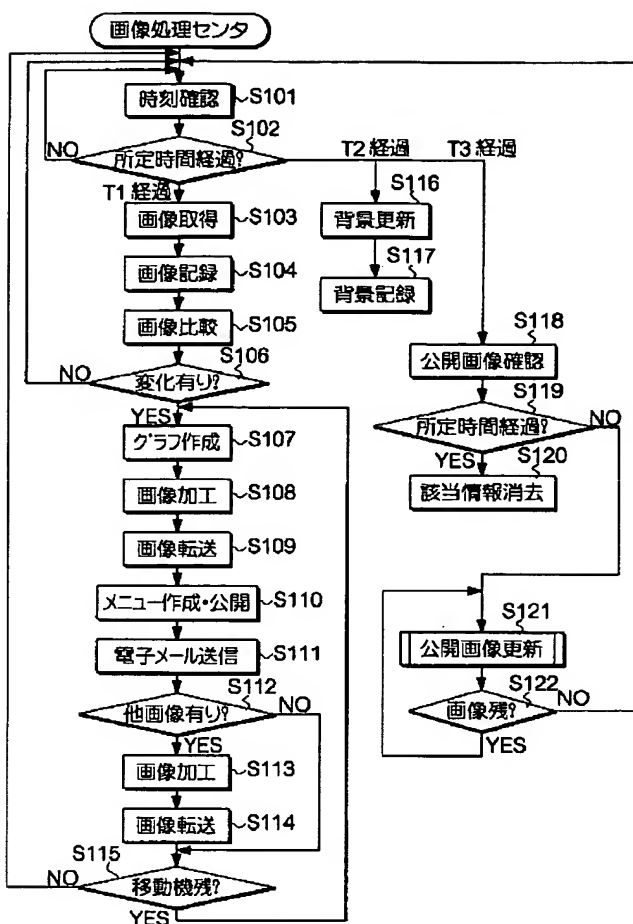 画像処理センタ
時刻確認
S101
所定時間経過?
S102
NO
T1 経過
T2 経過
T3 経過
画像取得
S103
画像記録
S104
画像比較
S105
変化有り?
S106
NO
YES
グラフ作成
S107
画像加工
S108
画像転送
S109
メニュー作成・公開
S110
電子メール送信
S111
他画像有り?
S112
NO
YES
画像加工
S113
画像転送
S114
移動機残?
S115
NO
YES
背景更新
S116
背景記録
S117
公開画像確認
S118
所定時間経過?
S119
NO
YES
該当情報消去
S120
公開画像更新
S121
画像残?
S122
NO
YES